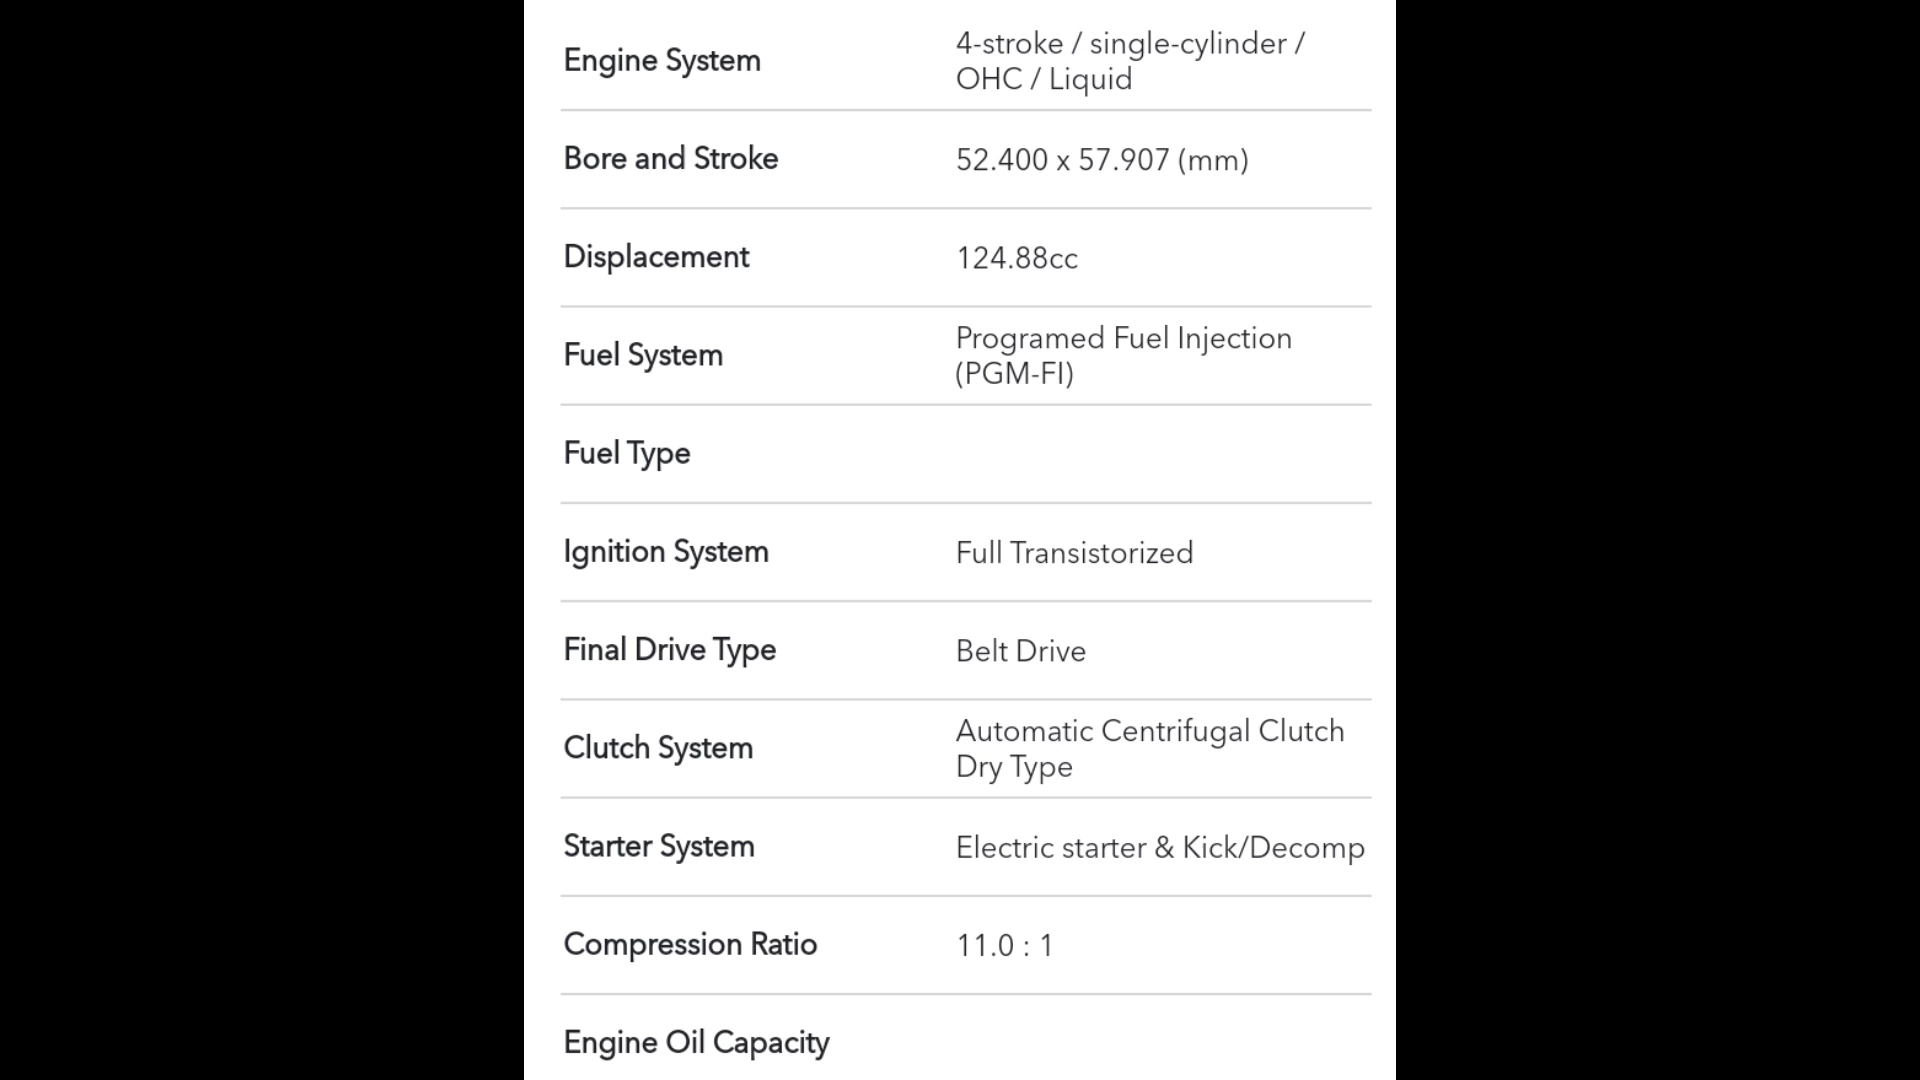 Engine System
4-stroke / single-cylinder /
OHC / Liquid
Bore and Stroke
52.400 x 57.907 (mm)
Displacement
124.88cc
Fuel System
Programed Fuel Injection
(PGM-FI)
Fuel Type
Ignition System
Full Transistorized
Final Drive Type
Belt Drive
Clutch System
Automatic Centrifugal Clutch
Dry Type
Starter System
Electric starter & Kick/Decomp
Compression Ratio
11.0 : 1
Engine Oil Capacity